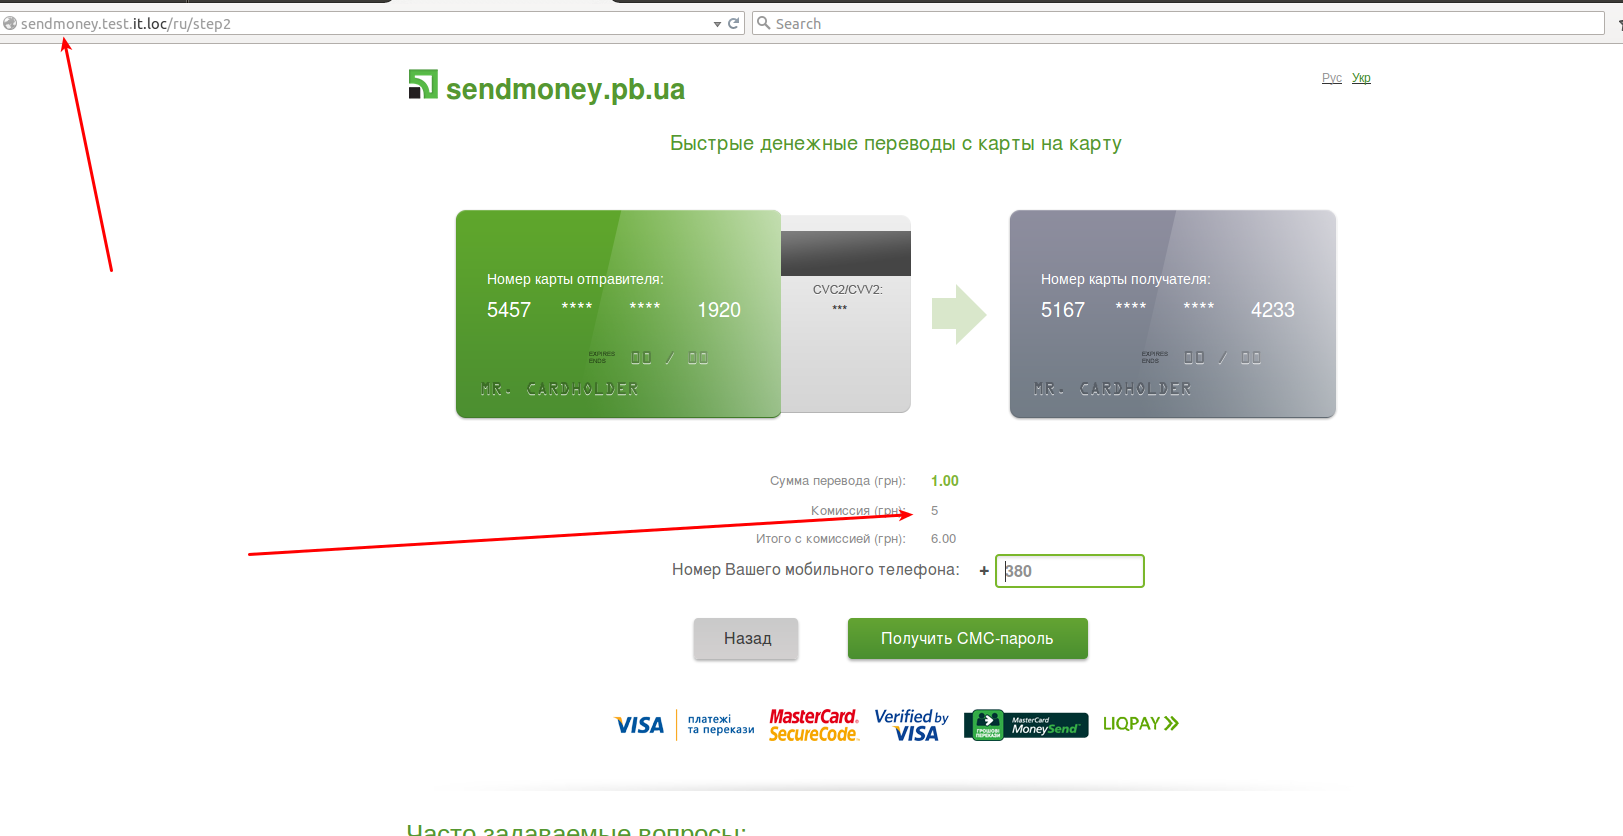 sendmoney.test.it.loc/ru/step2
Search
sendmoney.pb.ua
Рус Укр
Быстрые денежные переводы с карты на карту
Номер карты отправителя:
5457 **** **** 1920
EXPIRES ENDS 00 / 00
MR. CARDHOLDER
CVC2/CVV2:
***
Номер карты получателя:
5167 **** **** 4233
EXPIRES ENDS 00 / 00
MR. CARDHOLDER
Сумма перевода (грн): 1.00
Комиссия (грн): 5
Итого с комиссией (грн): 6.00
Номер Вашего мобильного телефона: + 380
Назад
Получить СМС-пароль
VISA платежі та перекази
MasterCard SecureCode
Verified by VISA
ГРОШОВІ ПЕРЕКАЗИ MasterCard MoneySend
LIQPAY
Часто задаваемые вопросы: